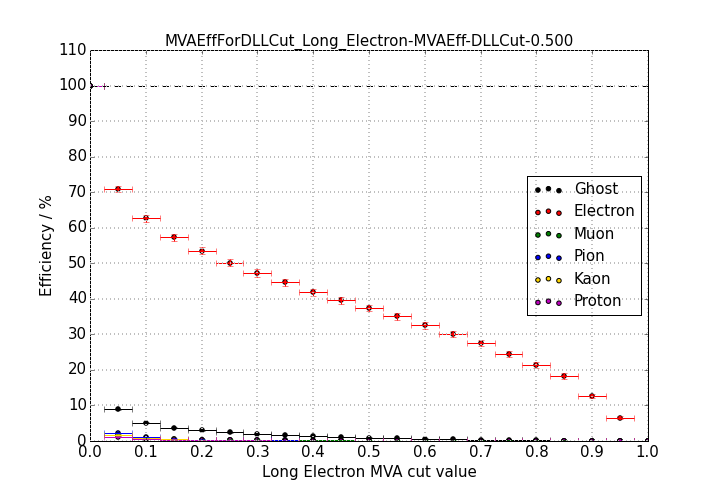 MVAEffForDLLCut_Long_Electron-MVAEff-DLLCut-0.500
110
100
90
80
70
60
50
40
30
20
10
0
Efficiency / %
Ghost
Electron
Muon
Pion
Kaon
Proton
0.0 0.1 0.2 0.3 0.4 0.5 0.6 0.7 0.8 0.9 1.0
Long Electron MVA cut value